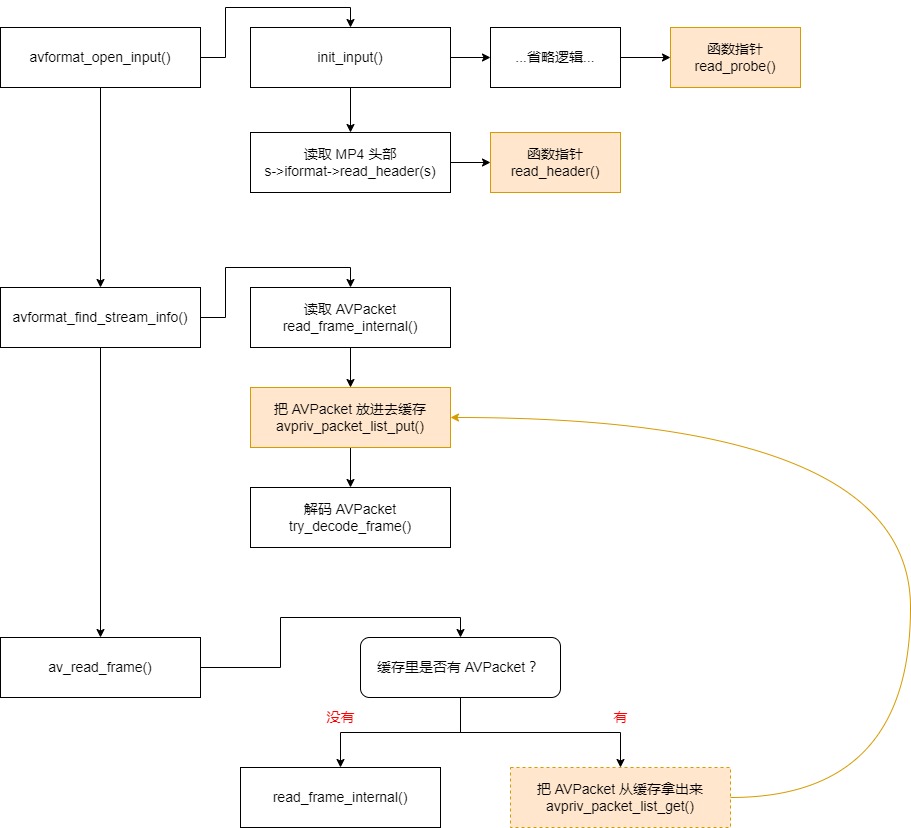 avformat_open_input()
init_input()
...省略逻辑...
函数指针
read_probe()
读取 MP4 头部
s->iformat->read_header(s)
函数指针
read_header()
avformat_find_stream_info()
读取 AVPacket
read_frame_internal()
把 AVPacket 放进去缓存
avpriv_packet_list_put()
解码 AVPacket
try_decode_frame()
av_read_frame()
缓存里是否有 AVPacket ?
没有
有
read_frame_internal()
把 AVPacket 从缓存拿出来
avpriv_packet_list_get()